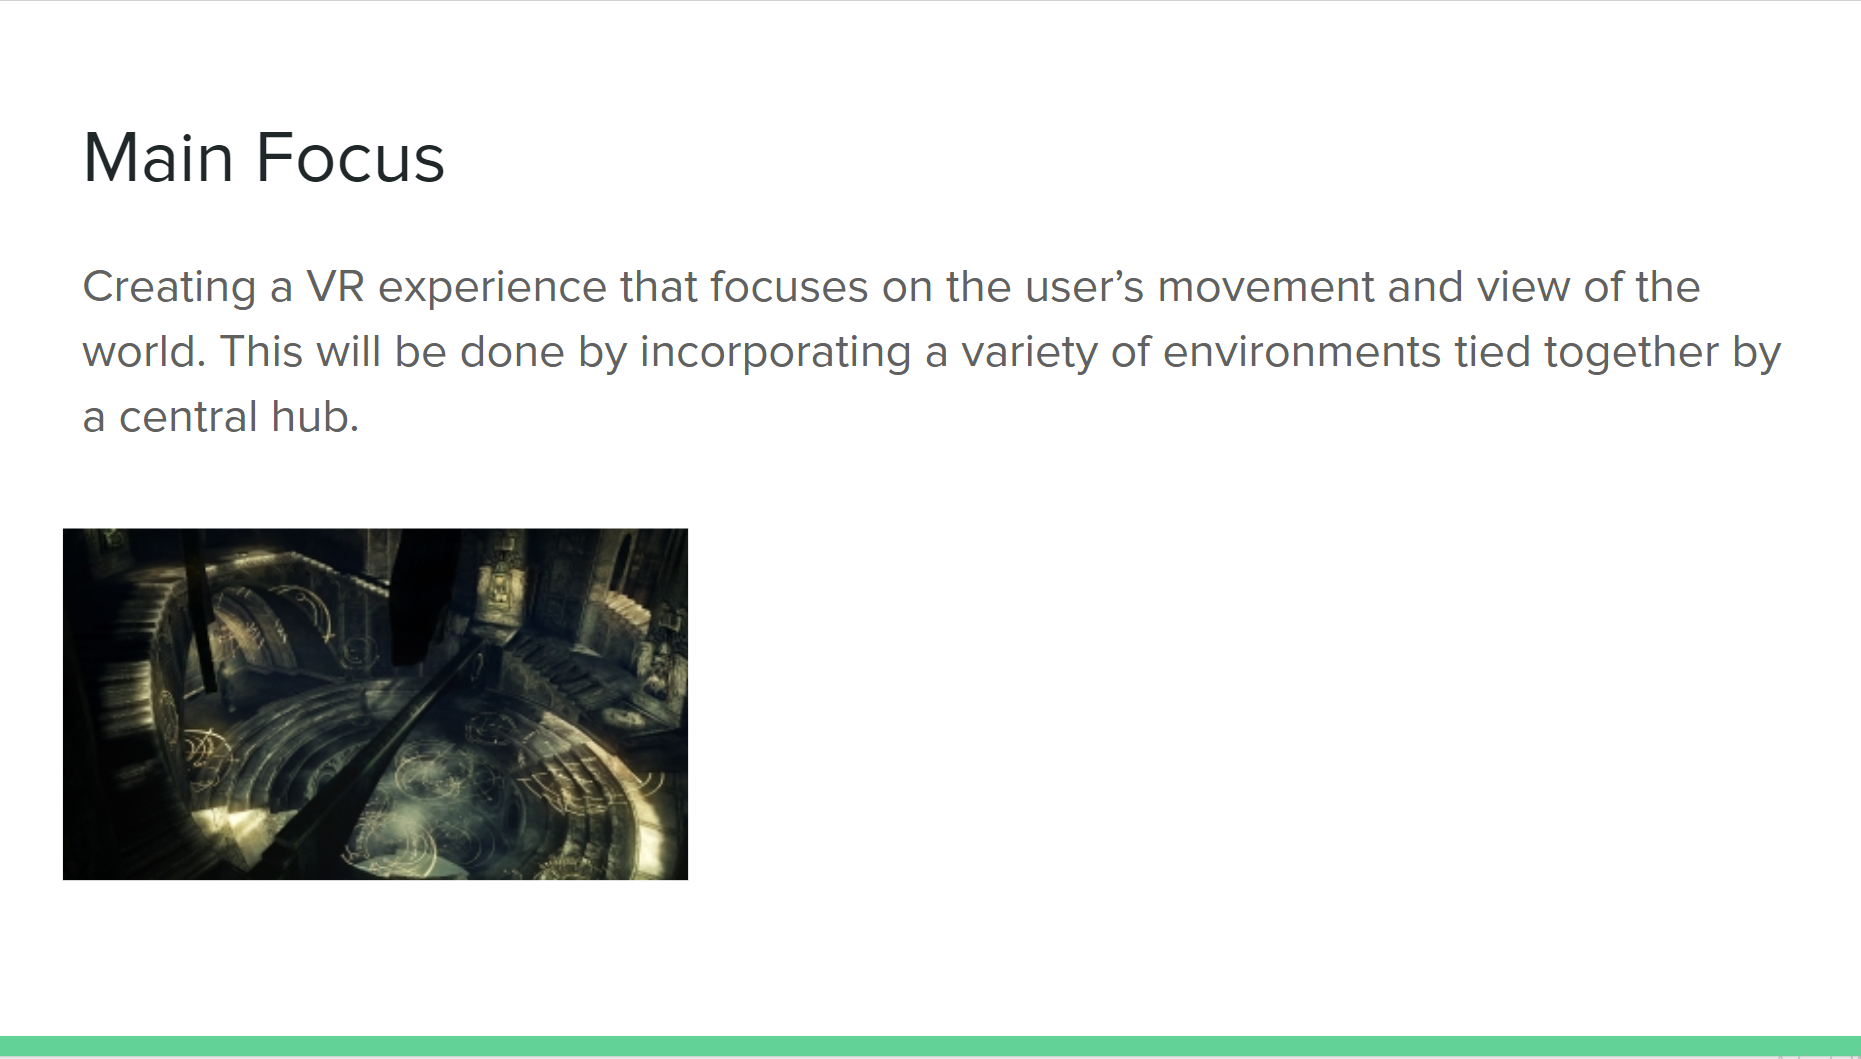 Main Focus
Creating a VR experience that focuses on the user’s movement and view of the
world. This will be done by incorporating a variety of environments tied together by
a central hub.